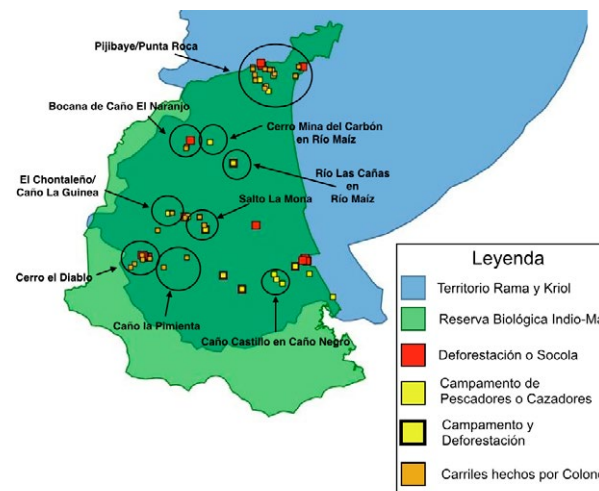 Pijibaye/Punta Roca
Bocana de Caño El Naranjo
Cerro Mina del Carbón
en Río Maíz
El Chontaleño/
Caño La Guinea
Río Las Cañas
en
Río Maíz
Salto La Mona
Cerro el Diablo
Caño la Pimienta
Caño Castillo en Caño Negro
Leyenda
Territorio Rama y Kriol
Reserva Biológica Indio-Ma
Deforestación o Socola
Campamento de
Pescadores o Cazadores
Campamento y
Deforestación
Carriles hechos por Colono